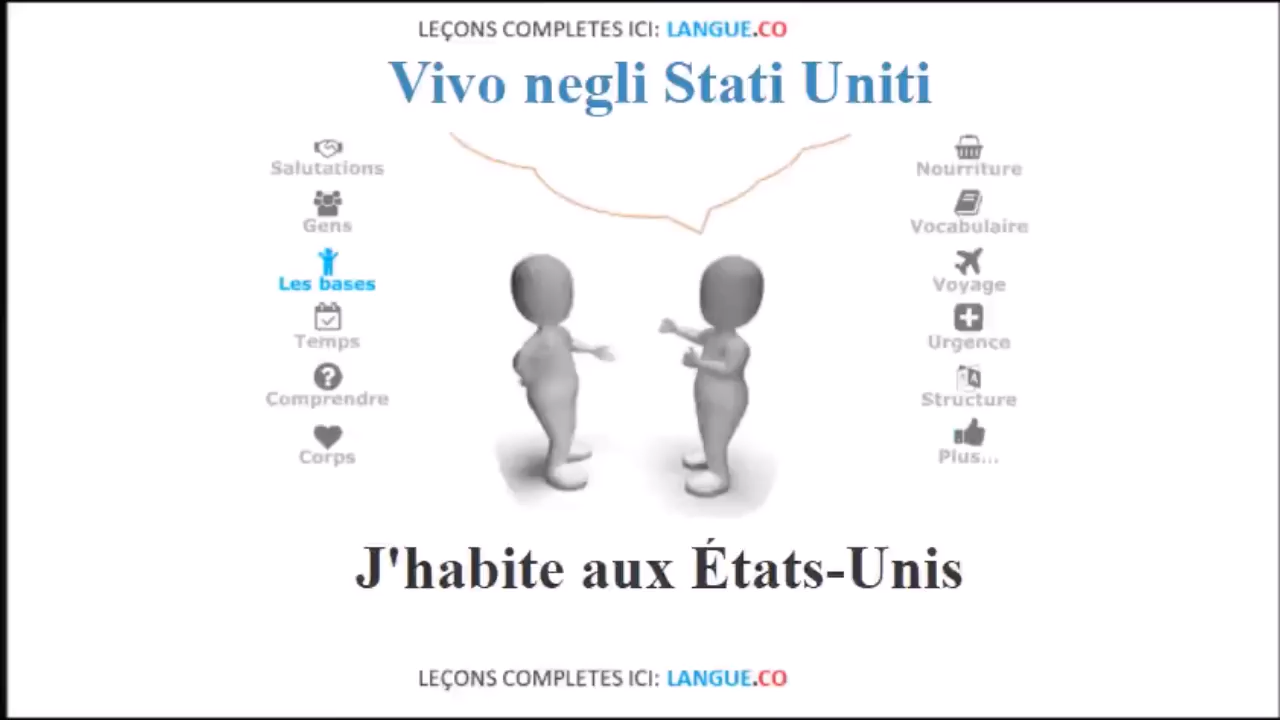 LEÇONS COMPLETES ICI: LANGUE.CO
Vivo negli Stati Uniti
Salutations
Gens
Les bases
Temps
Comprendre
Corps
Nourriture
Vocabulaire
Voyage
Urgence
Structure
Plus...
J'habite aux États-Unis
LEÇONS COMPLETES ICI: LANGUE.CO